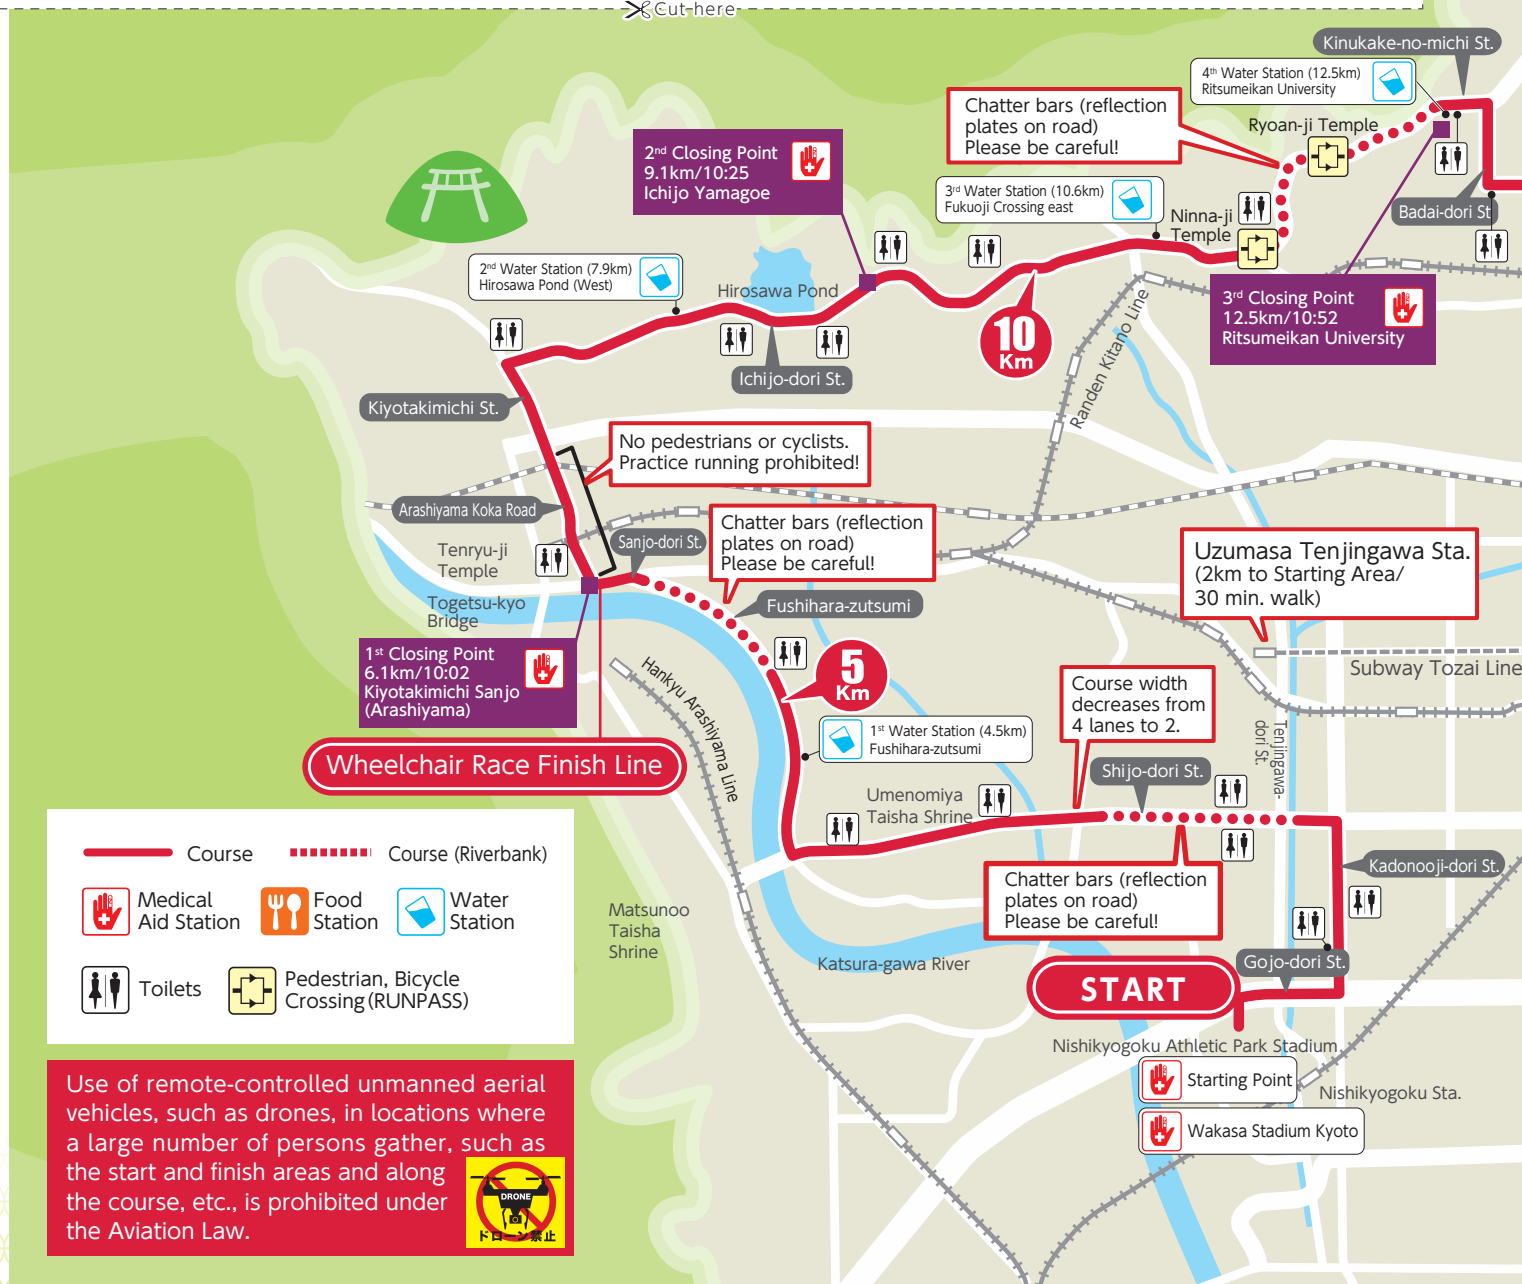 Cut here
Kinukake-no-michi St.
4th Water Station (12.5km)
Ritsumeikan University
Chatter bars (reflection
plates on road)
Please be careful!
Ryoan-ji Temple
2nd Closing Point
9.1km/10:25
Ichijo Yamagoe
3rd Water Station (10.6km)
Fukuoji Crossing east
Ninna-ji
Temple
Badai-dori St.
2nd Water Station (7.9km)
Hirosawa Pond (West)
Hirosawa Pond
3rd Closing Point
12.5km/10:52
Ritsumeikan University
10
Km
Randen Kitano Line
Ichijo-dori St.
Kiyotakimichi St.
No pedestrians or cyclists.
Practice running prohibited!
Arashiyama Koka Road
Chatter bars (reflection
plates on road)
Please be careful!
Sanjo-dori St.
Tenryu-ji
Temple
Uzumasa Tenjingawa Sta.
(2km to Starting Area/
30 min. walk)
Togetsu-kyo
Bridge
Fushihara-zutsumi
1st Closing Point
6.1km/10:02
Kiyotakimichi Sanjo
(Arashiyama)
Hankyu Arashiyama Line
5
Km
Subway Tozai Line
Course width
decreases from
4 lanes to 2.
1st Water Station (4.5km)
Fushihara-zutsumi
Tenjingawa-
dori St.
Wheelchair Race Finish Line
Shijo-dori St.
Umenomiya
Taisha Shrine
Course
Course (Riverbank)
Kadonooji-dori St.
Chatter bars (reflection
plates on road)
Please be careful!
Medical
Aid Station
Food
Station
Water
Station
Matsunoo
Taisha
Shrine
Katsura-gawa River
Gojo-dori St.
START
Toilets
Pedestrian, Bicycle
Crossing (RUNPASS)
Nishikyogoku Athletic Park Stadium
Starting Point
Nishikyogoku Sta.
Wakasa Stadium Kyoto
Use of remote-controlled unmanned aerial
vehicles, such as drones, in locations where
a large number of persons gather, such as
the start and finish areas and along
the course, etc., is prohibited under
the Aviation Law.
DRONE
ドローン禁止